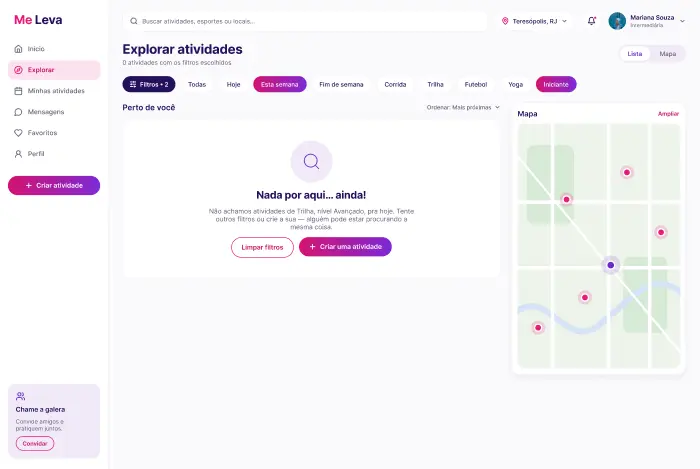 Me Leva
Buscar atividades, esportes ou locais...
Teresópolis, RJ
Mariana Souza
Intermediária
Início
Explorar
Minhas atividades
Mensagens
Favoritos
Perfil
Criar atividade
Explorar atividades
0 atividades com os filtros escolhidos
Lista
Mapa
Filtros • 2
Todas
Hoje
Esta semana
Fim de semana
Corrida
Trilha
Futebol
Yoga
Iniciante
Perto de você
Ordenar: Mais próximas
Mapa
Ampliar
Nada por aqui... ainda!
Não achamos atividades de Trilha, nível Avançado, pra hoje. Tente
outros filtros ou crie a sua — alguém pode estar procurando a
mesma coisa.
Limpar filtros
Criar uma atividade
Chame a galera
Convide amigos e
pratiquem juntos.
Convidar